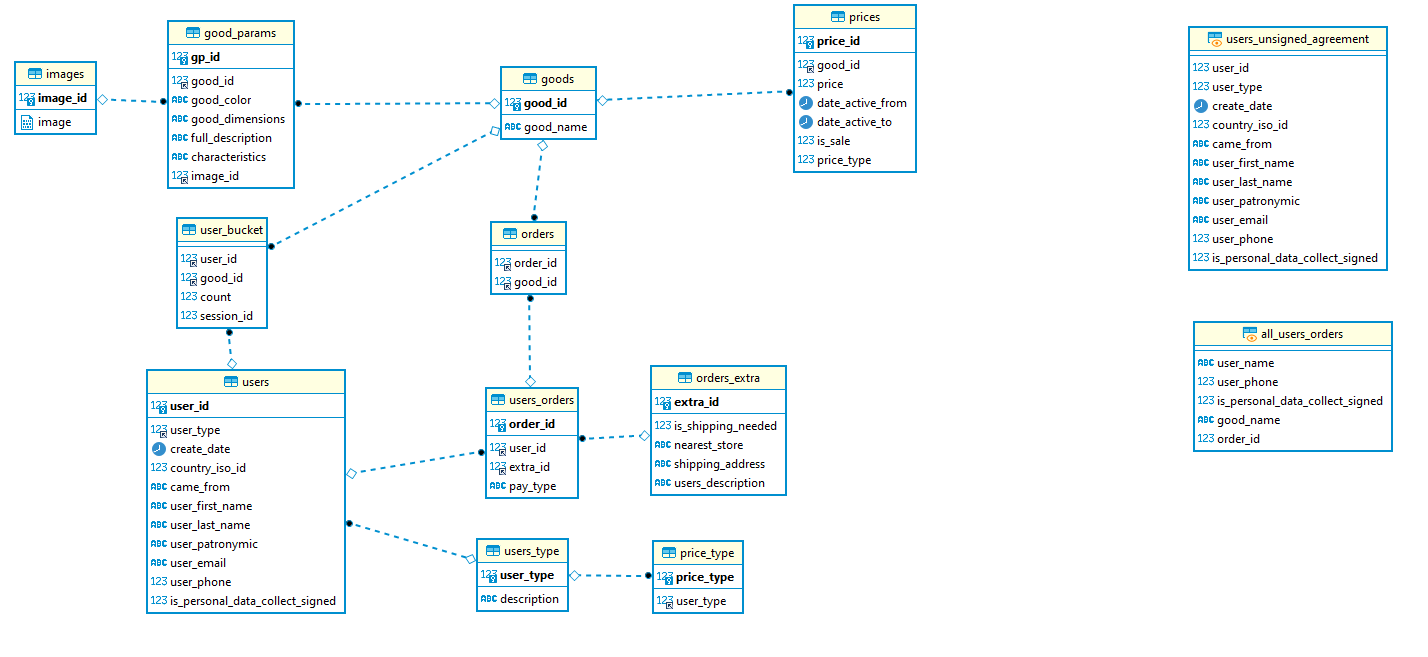 images
123 image_id
image
good_params
123 gp_id
123 good_id
ABC good_color
ABC good_dimensions
ABC full_description
ABC characteristics
123 image_id
goods
123 good_id
ABC good_name
prices
123 price_id
123 good_id
123 price
date_active_from
date_active_to
123 is_sale
123 price_type
users_unsigned_agreement
123 user_id
123 user_type
create_date
123 country_iso_id
ABC came_from
ABC user_first_name
ABC user_last_name
ABC user_patronymic
ABC user_email
123 user_phone
123 is_personal_data_collect_signed
user_bucket
123 user_id
123 good_id
123 count
123 session_id
orders
123 order_id
123 good_id
all_users_orders
ABC user_name
123 user_phone
123 is_personal_data_collect_signed
ABC good_name
123 order_id
users
123 user_id
123 user_type
create_date
123 country_iso_id
ABC came_from
ABC user_first_name
ABC user_last_name
ABC user_patronymic
ABC user_email
123 user_phone
123 is_personal_data_collect_signed
users_orders
123 order_id
123 user_id
123 extra_id
ABC pay_type
orders_extra
123 extra_id
123 is_shipping_needed
ABC nearest_store
ABC shipping_address
ABC users_description
users_type
123 user_type
ABC description
price_type
123 price_type
123 user_type